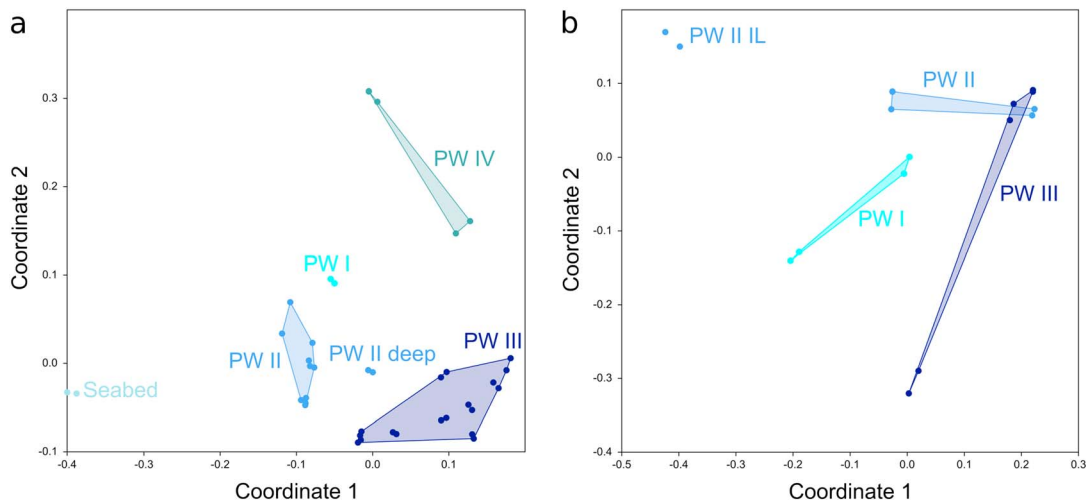 a
Coordinate 2
0.3
0.2
0.1
0.0
-0.1
PW IV
PW I
PW II
PW II deep
PW III
Seabed
-0.4
-0.3
-0.2
-0.1
0.0
0.1
Coordinate 1
b
Coordinate 2
0.1
0.0
-0.1
-0.2
-0.3
-0.4
PW II IL
PW II
PW III
PW I
-0.5
-0.4
-0.3
-0.2
-0.1
0.0
0.1
0.2
0.3
Coordinate 1